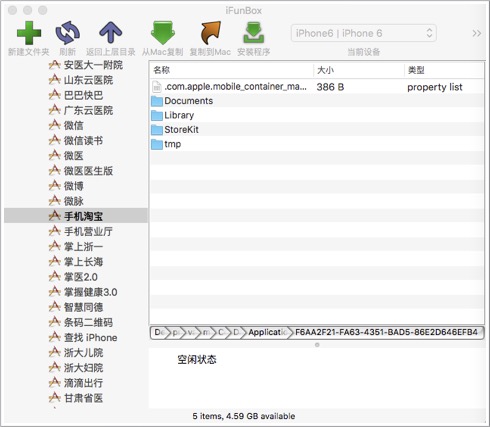 iFunBox
iPhone6 | iPhone 6
新建文件夹 刷新 返回上层目录 从Mac复制 复制到Mac 安装程序 当前设备
安医大一附院
山东云医院
巴巴快巴
广东云医院
微信
微信读书
微医
微医医生版
微博
微脉
手机淘宝
手机营业厅
掌上浙一
掌上长海
掌医2.0
掌握健康3.0
智慧同德
条码二维码
查找 iPhone
浙大儿院
浙大妇院
滴滴出行
甘肃省医
名称 大小 类型
.com.apple.mobile_container_ma... 386 B property list
Documents
Library
StoreKit
tmp
Applicatio F6AA2F21-FA63-4351-BAD5-86E2D646EFB4
空闲状态
5 items, 4.59 GB available